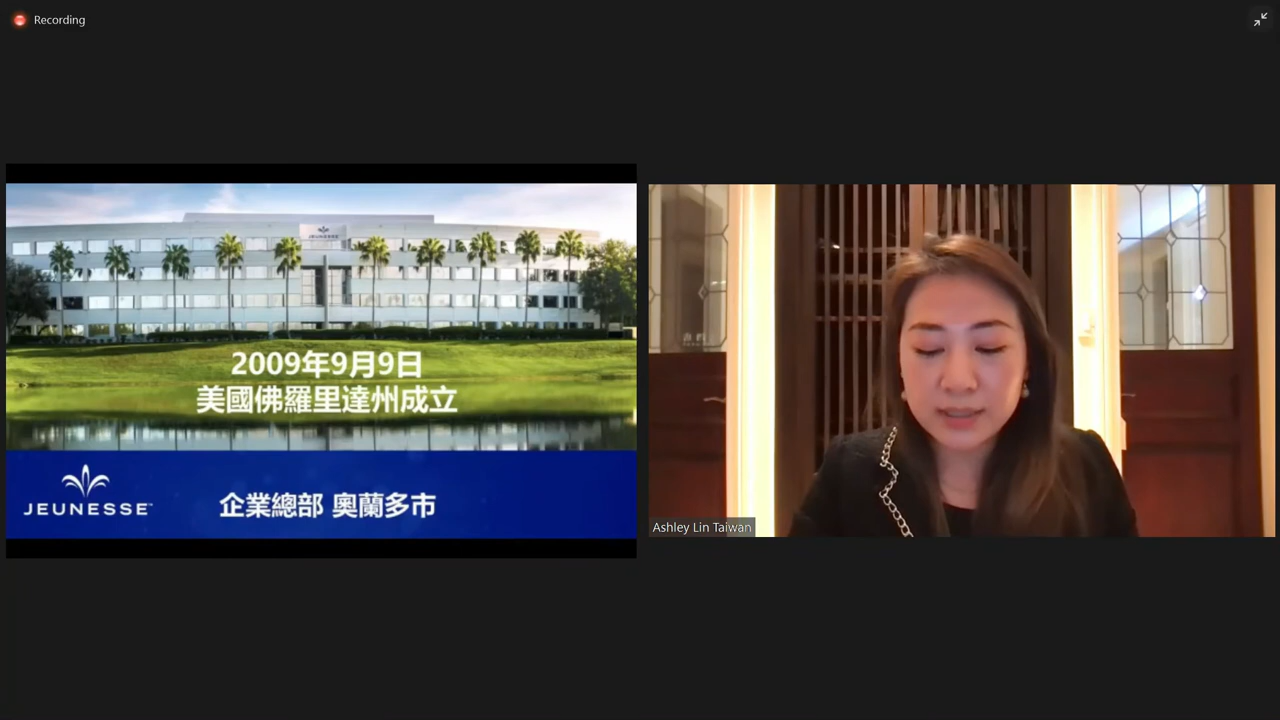 Recording
JEUNESSE
2009年9月9日
美國佛羅里達州成立
JEUNESSE
企業總部 奧蘭多市
Ashley Lin Taiwan